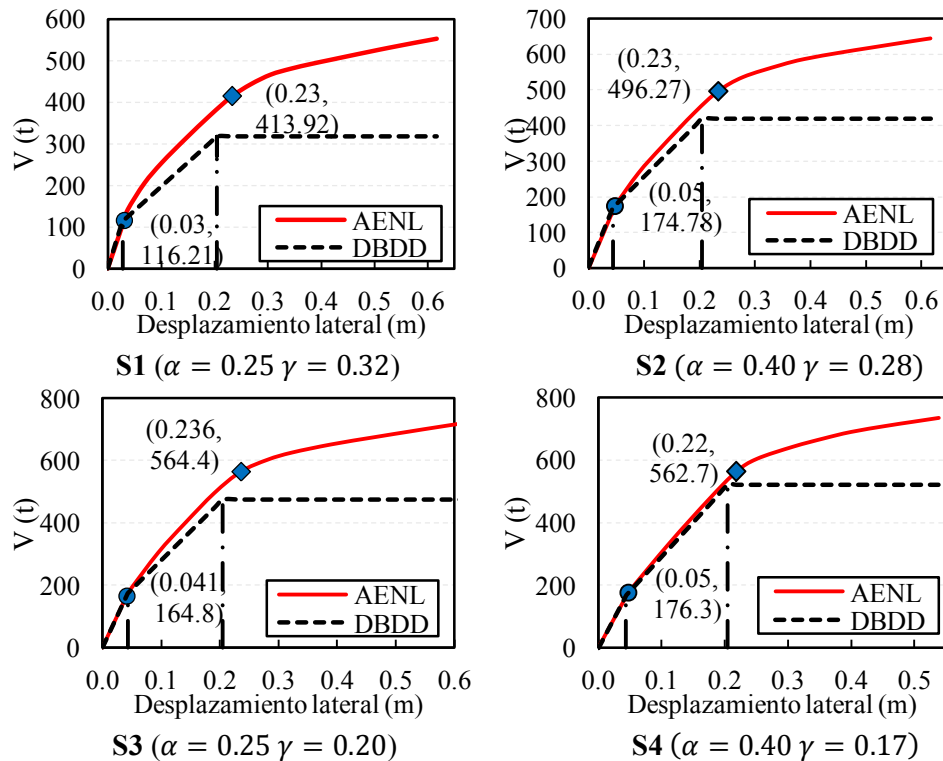 600
500
400
300
200
100
0
V (t)
(0.23,
413.92)
(0.03,
116.21)
AENL
DBDD
0.0 0.1 0.2 0.3 0.4 0.5 0.6
Desplazamiento lateral (m)
S1 (α = 0.25 γ = 0.32)
700
600
500
400
300
200
100
0
V (t)
(0.23,
496.27)
(0.05,
174.78)
AENL
DBDD
0.0 0.1 0.2 0.3 0.4 0.5 0.6
Desplazamiento lateral (m)
S2 (α = 0.40 γ = 0.28)
800
600
400
200
0
V (t)
(0.236,
564.4)
(0.041
164.8)
AENL
DBDD
0.0 0.1 0.2 0.3 0.4 0.5 0.6
Desplazamiento lateral (m)
S3 (α = 0.25 γ = 0.20)
800
600
400
200
0
V (t)
(0.22,
562.7)
(0.05,
176.3)
AENL
DBDD
0.0 0.1 0.2 0.3 0.4 0.5
Desplazamiento lateral (m)
S4 (α = 0.40 γ = 0.17)